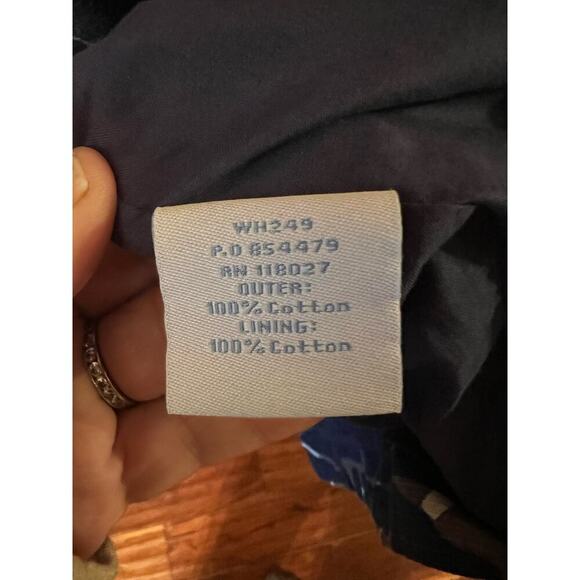 WH249
P.O 854479
RN 118027
OUTER:
100% Cotton
LINING:
100% Cotton